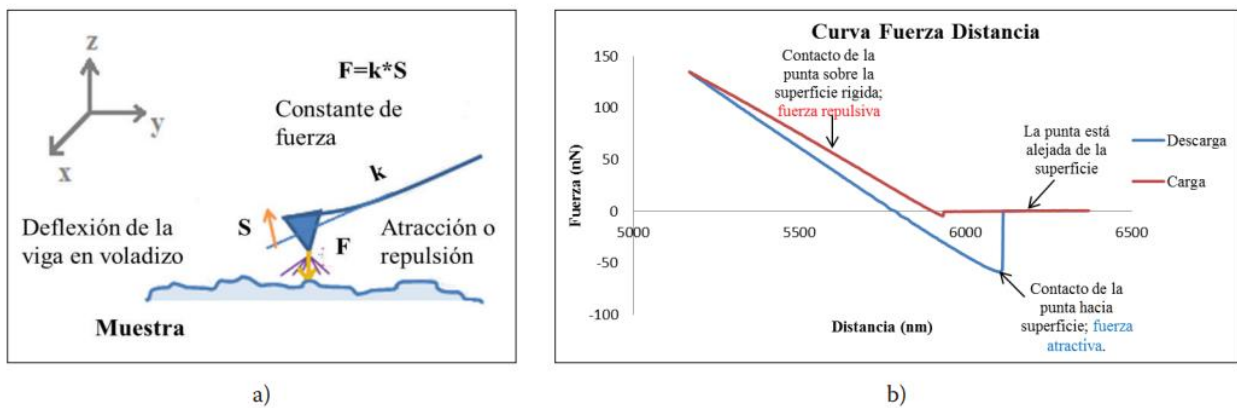 z
y
x
F=k*S
Constante de
fuerza
k
S
F
Deflexión de la
viga en voladizo
Atracción o
repulsión
Muestra
a)
Curva Fuerza Distancia
150
100
50
0
-50
-100
Fuerza (nN)
5000
5500
6000
6500
Distancia (nm)
Contacto de la
punta sobre la
superficie rigida;
fuerza repulsiva
La punta está
alejada de la
superficie
Descarga
Carga
Contacto de la
punta hacia
superficie; fuerza
atractiva.
b)